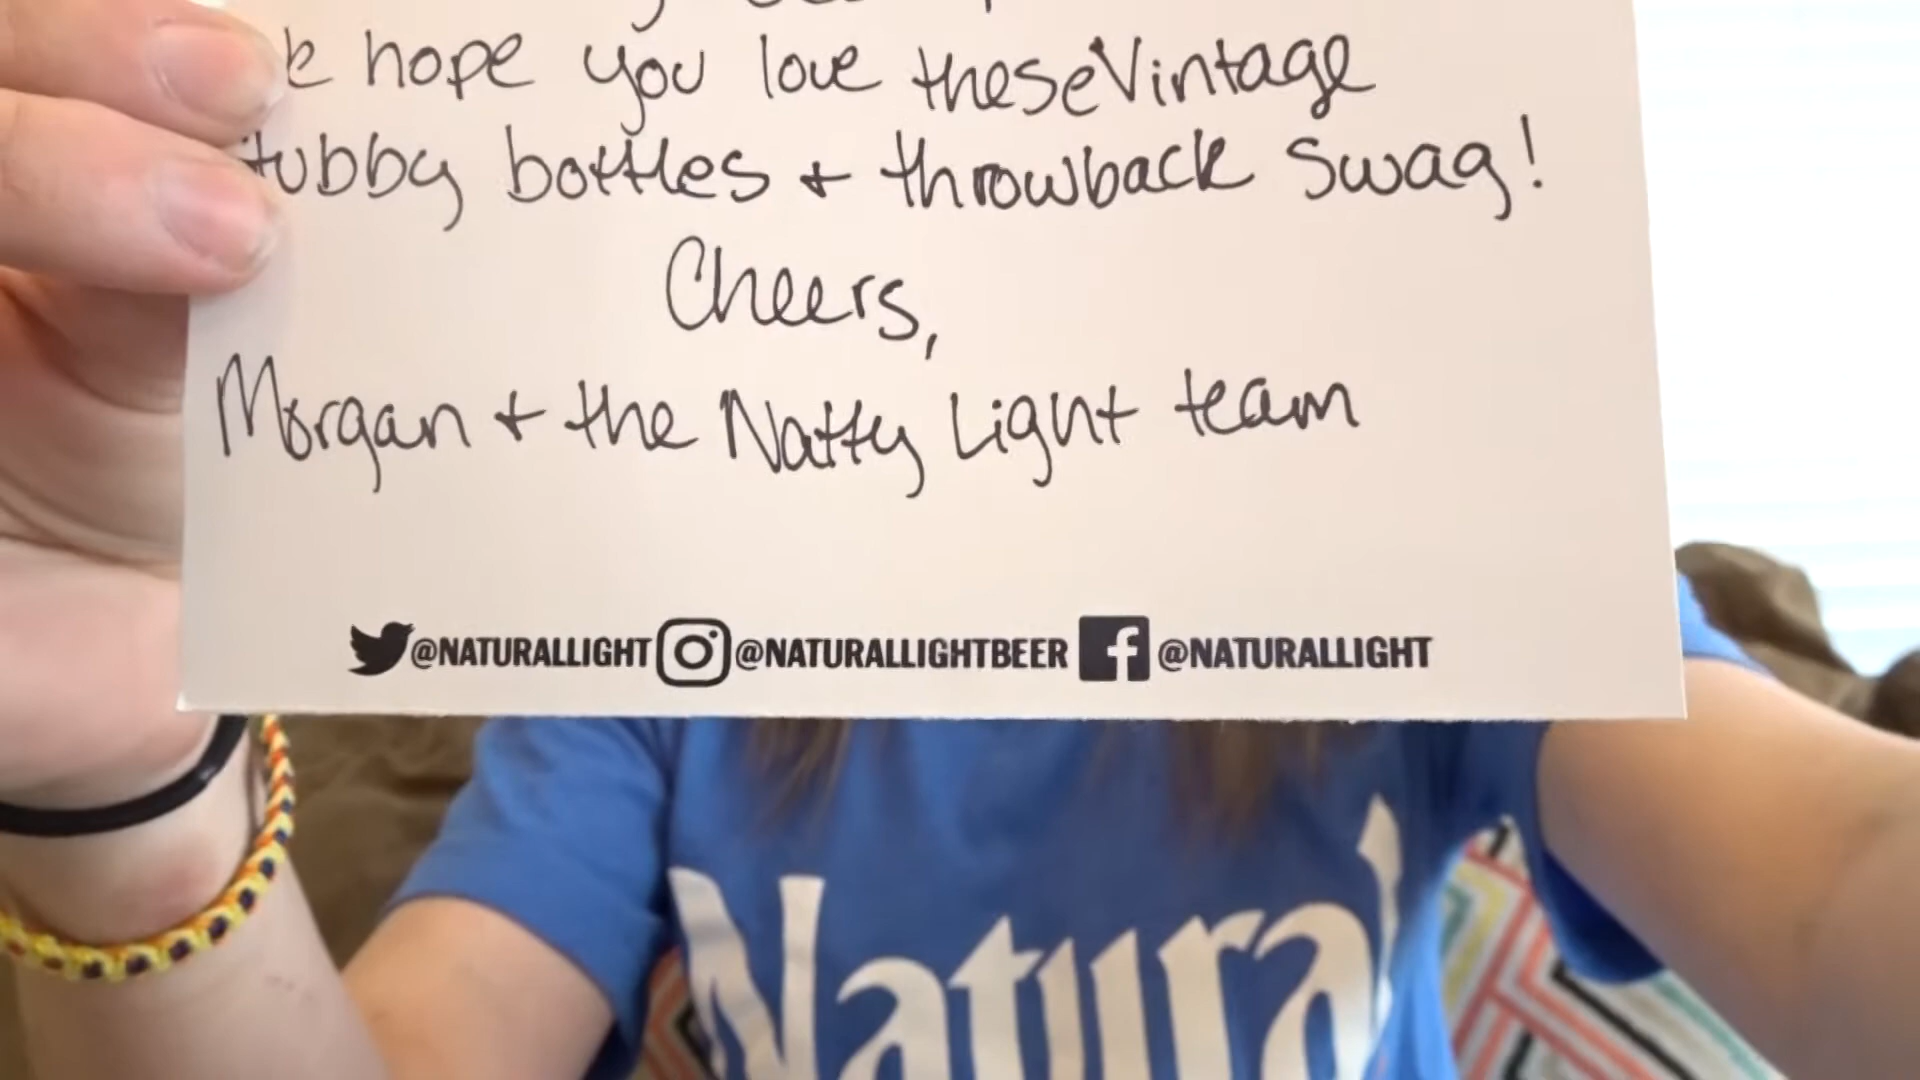 hope you love these Vintage
bottles + throwback swag!
Cheers,
Morgan + the Natty Light team
@NATURALLIGHT @NATURALLIGHTBEER @NATURALLIGHT
Natural